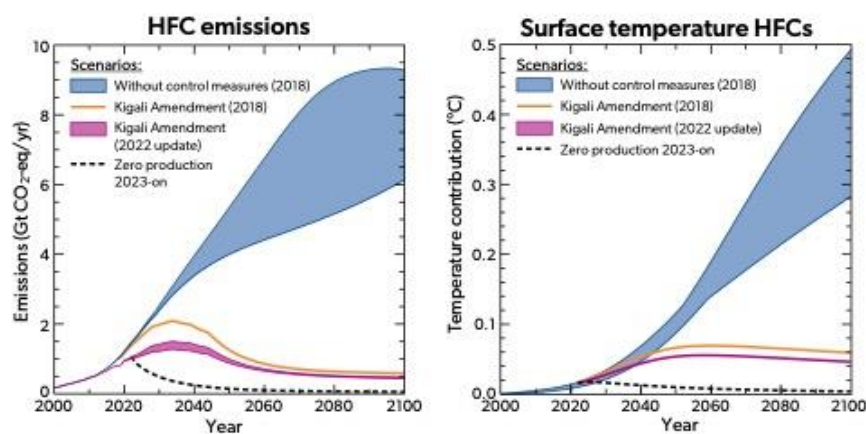 HFC emissions
10
8
6
4
2
0
Emissions (Gt CO₂-eq/yr)
Scenarios:
Without control measures (2018)
Kigali Amendment (2018)
Kigali Amendment
(2022 update)
Zero production
2023-on
2000
2020
2040
2060
2080
2100
Year
Surface temperature HFCs
0.5
0.4
0.3
0.2
0.1
0.0
Temperature contribution (°C)
Scenarios:
Without control measures (2018)
Kigali Amendment (2018)
Kigali Amendment (2022 update)
Zero production 2023-on
2000
2020
2040
2060
2080
2100
Year